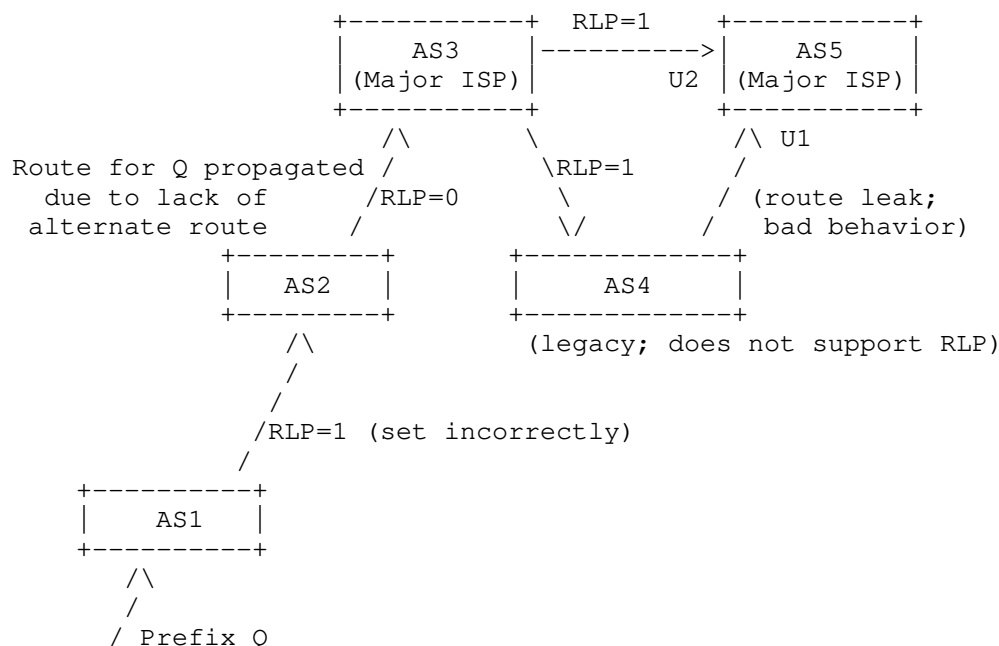 RLP=1
AS3 AS5
(Major ISP) U2 (Major ISP)
U1
Route for Q propagated RLP=1
due to lack of RLP=0 (route leak;
alternate route bad behavior)
AS2 AS4
(legacy; does not support RLP)
RLP=1 (set incorrectly)
AS1
Prefix Q